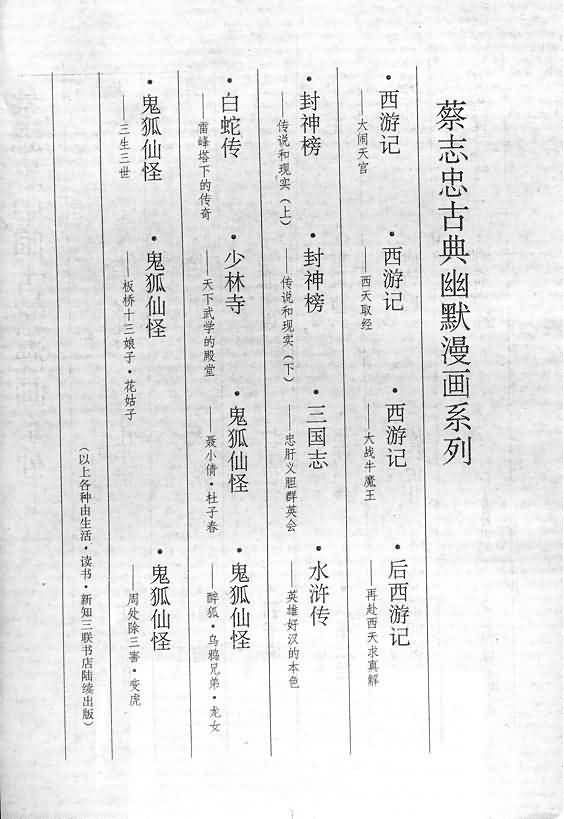 蔡志忠古典幽默漫画系列
•西游记
——大闹天宫
•西游记
——西天取经
•西游记
——大战牛魔王
•后西游记
——再赴西天求真解
•封神榜
——传说和现实（上）
•封神榜
——传说和现实（下）
•三国志
——忠肝义胆群英会
•水浒传
——英雄好汉的本色
•白蛇传
——雷峰塔下的传奇
•少林寺
——天下武学的殿堂
•鬼狐仙怪
——聂小倩·杜子春
•鬼狐仙怪
——醉狐·乌鸦兄弟·龙女
•鬼狐仙怪
——三生三世
•鬼狐仙怪
——板桥十三娘子·花姑子
•鬼狐仙怪
——周处除三害·变虎
（以上各种由生活·读书·新知三联书店陆续出版）